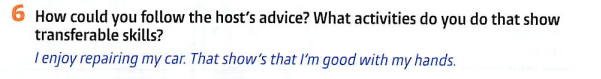 6 How could you follow the host's advice? What activities do you do that show
transferable skills?
I enjoy repairing my car. That show's that I'm good with my hands.